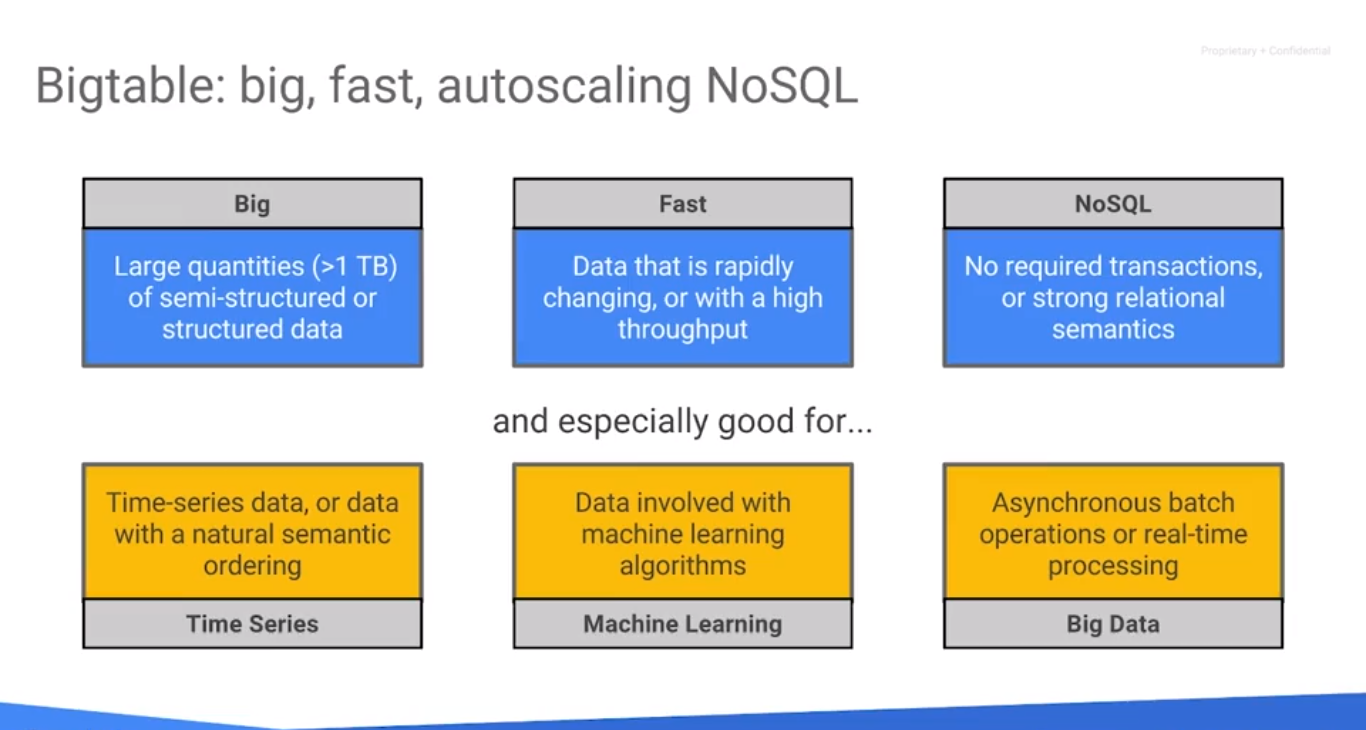 Proprietary + Confidential
Bigtable: big, fast, autoscaling NoSQL
Big
Large quantities (>1 TB)
of semi-structured or
structured data
Fast
Data that is rapidly
changing, or with a high
throughput
NoSQL
No required transactions,
or strong relational
semantics
and especially good for...
Time-series data, or data
with a natural semantic
ordering
Time Series
Data involved with
machine learning
algorithms
Machine Learning
Asynchronous batch
operations or real-time
processing
Big Data